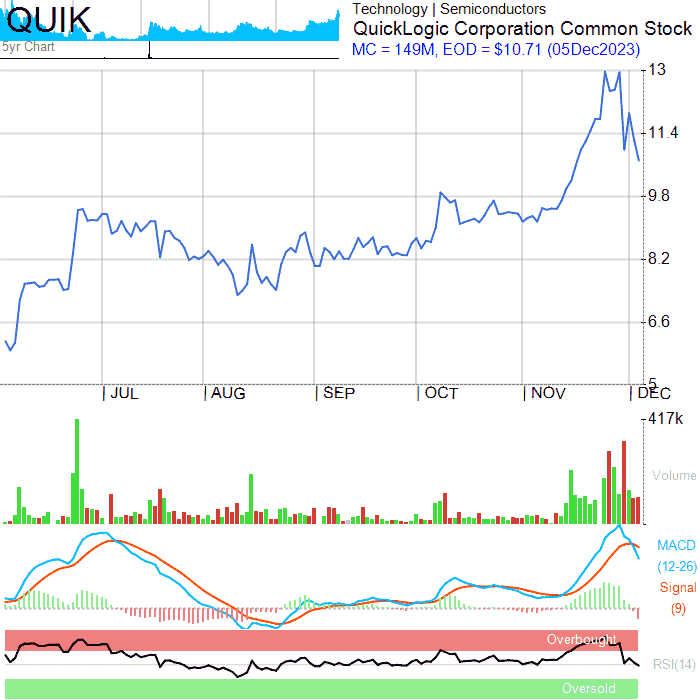 QUIK
5yr Chart
Technology | Semiconductors
QuickLogic Corporation Common Stock
MC = 149M, EOD = $10.71 (05Dec2023)
13
11.4
9.8
8.2
6.6
5
JUL AUG SEP OCT NOV DEC
417k
Volume
MACD
(12-26)
Signal
(9)
Overbought
RSI(14)
Oversold